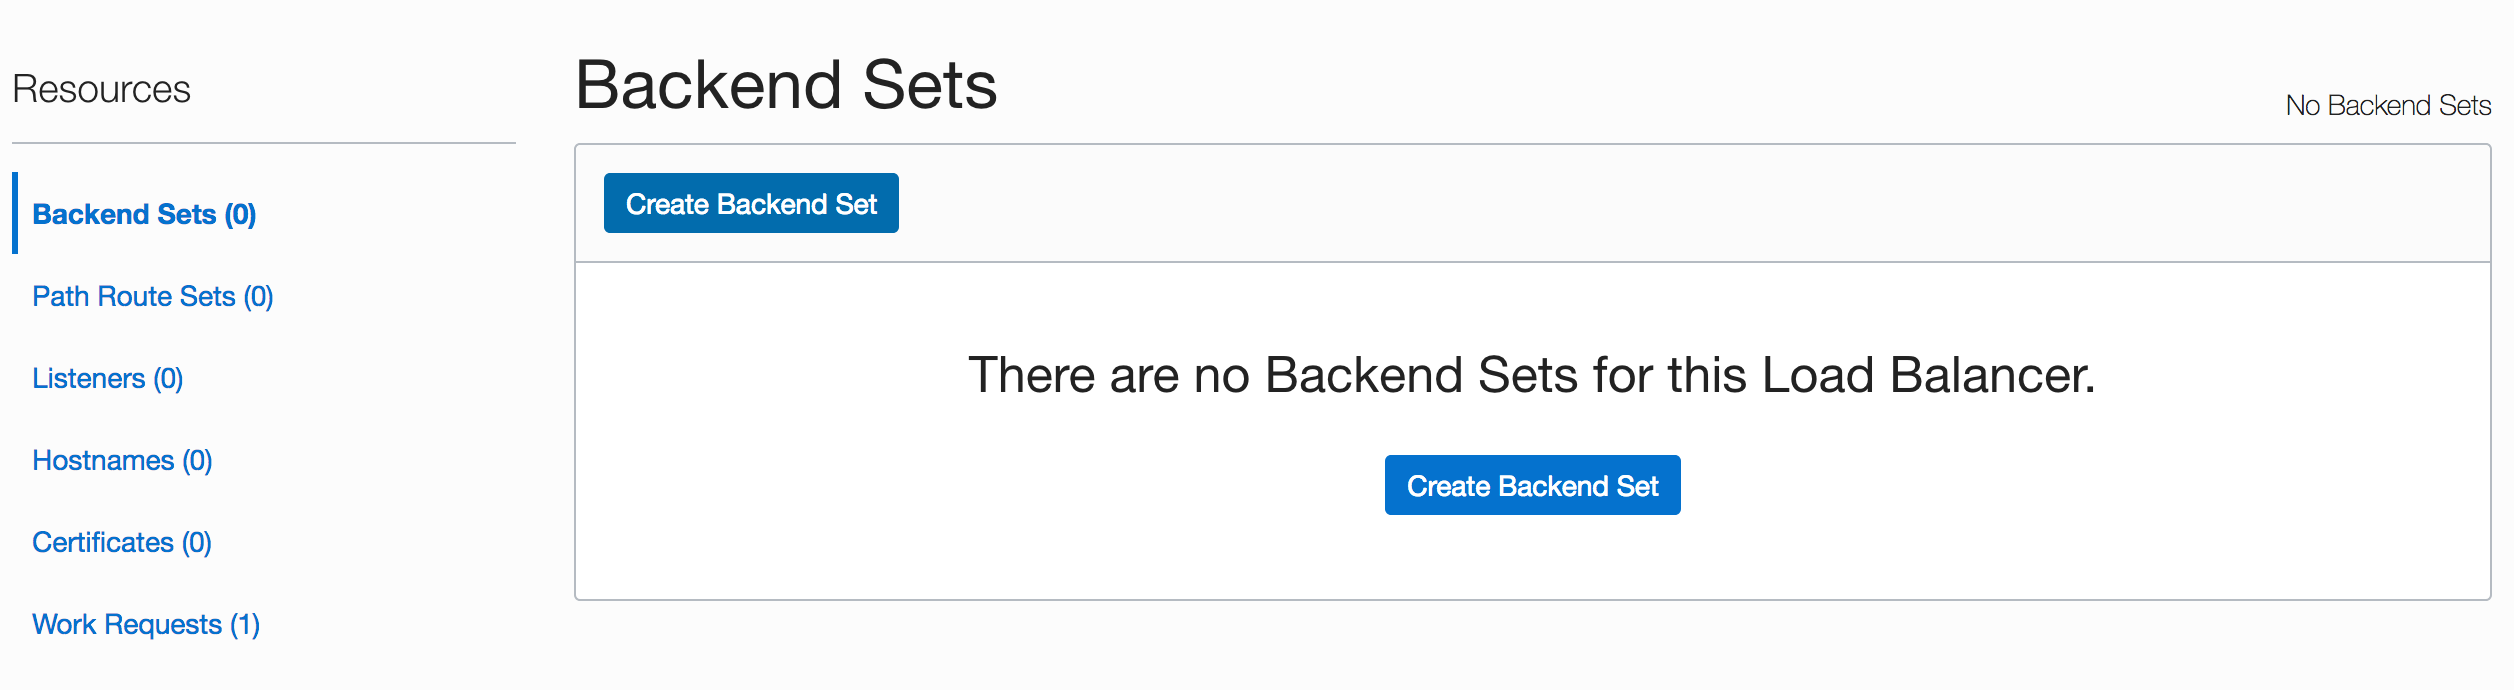 Resources
Backend Sets (0)
Path Route Sets (0)
Listeners (0)
Hostnames (0)
Certificates (0)
Work Requests (1)
Backend Sets
No Backend Sets
Create Backend Set
There are no Backend Sets for this Load Balancer.
Create Backend Set